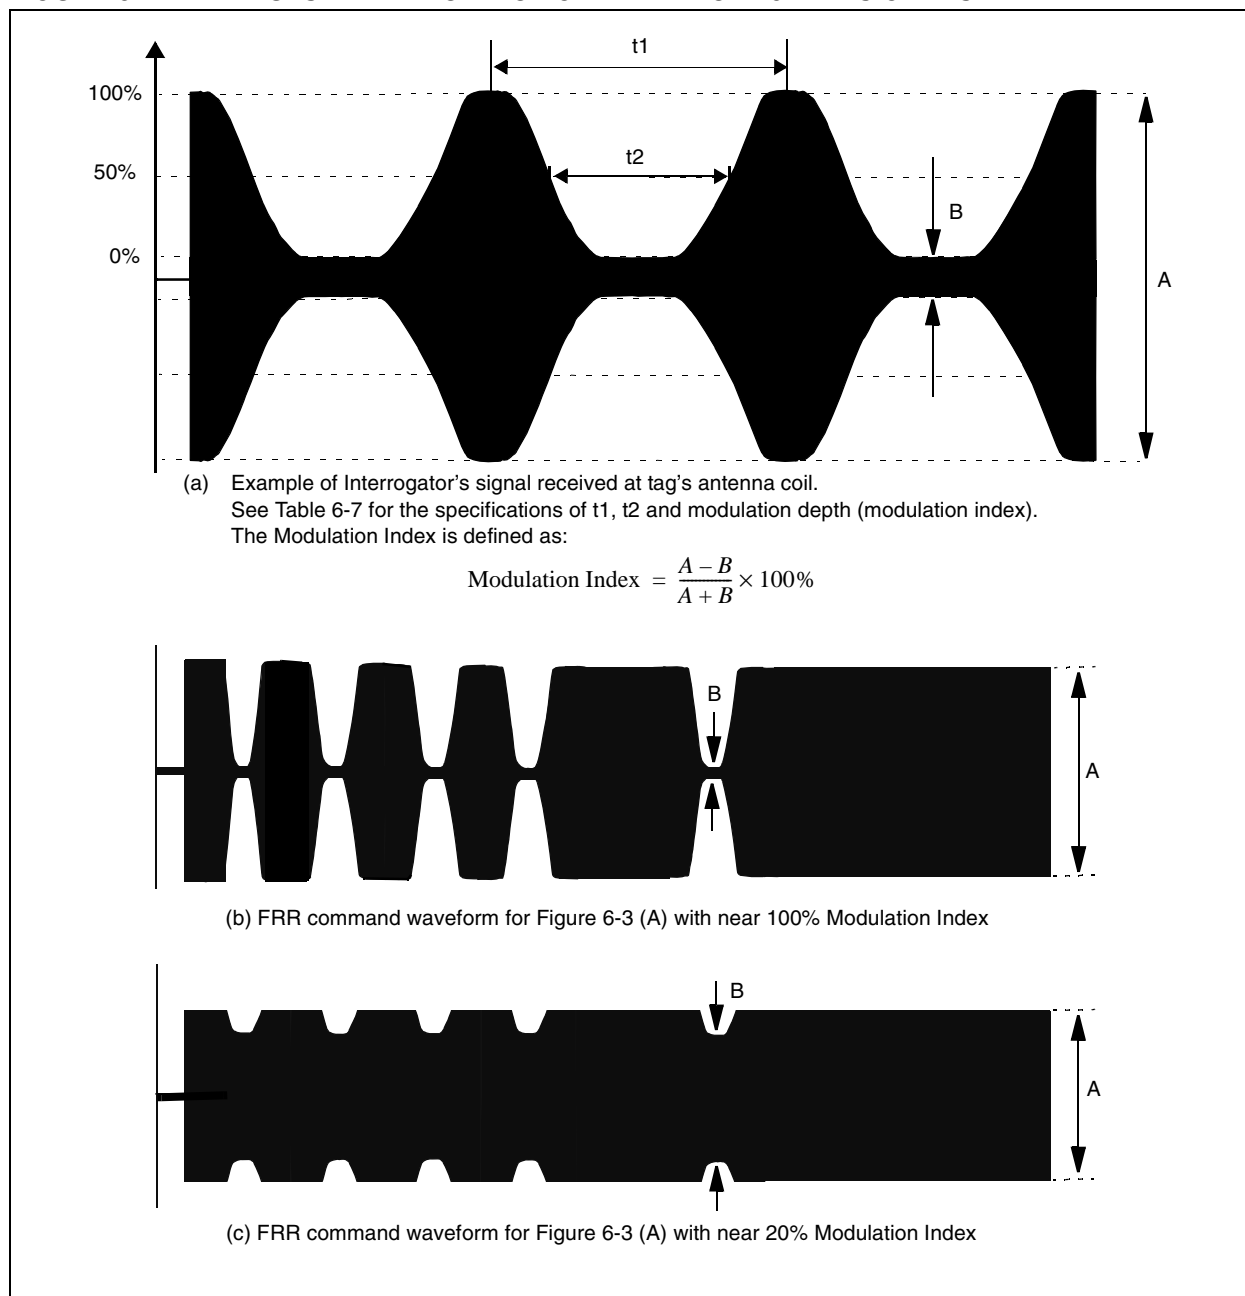 t1
100%
50%
t2
B
0%
A
(a) Example of Interrogator's signal received at tag's antenna coil.
See Table 6-7 for the specifications of t1, t2 and modulation depth (modulation index).
The Modulation Index is defined as:
Modulation Index = A – B / A + B × 100%
B
A
(b) FRR command waveform for Figure 6-3 (A) with near 100% Modulation Index
B
A
(c) FRR command waveform for Figure 6-3 (A) with near 20% Modulation Index